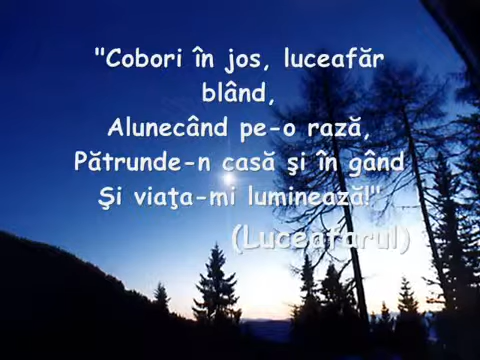 "Cobori în jos, luceafăr
blând,
Alunecând pe-o rază,
Pătrunde-n casă şi în gând
Şi viaţa-mi luminează!"
(Luceafarul)